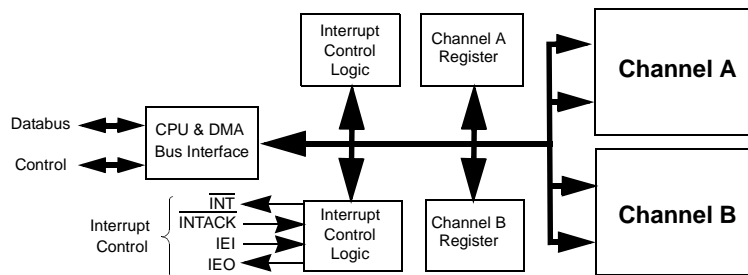 Interrupt
Control
Logic
Channel A
Register
Channel A
Databus
Control
CPU & DMA
Bus Interface
Interrupt
Control
INT
INTACK
IEI
IEO
Interrupt
Control
Logic
Channel B
Register
Channel B